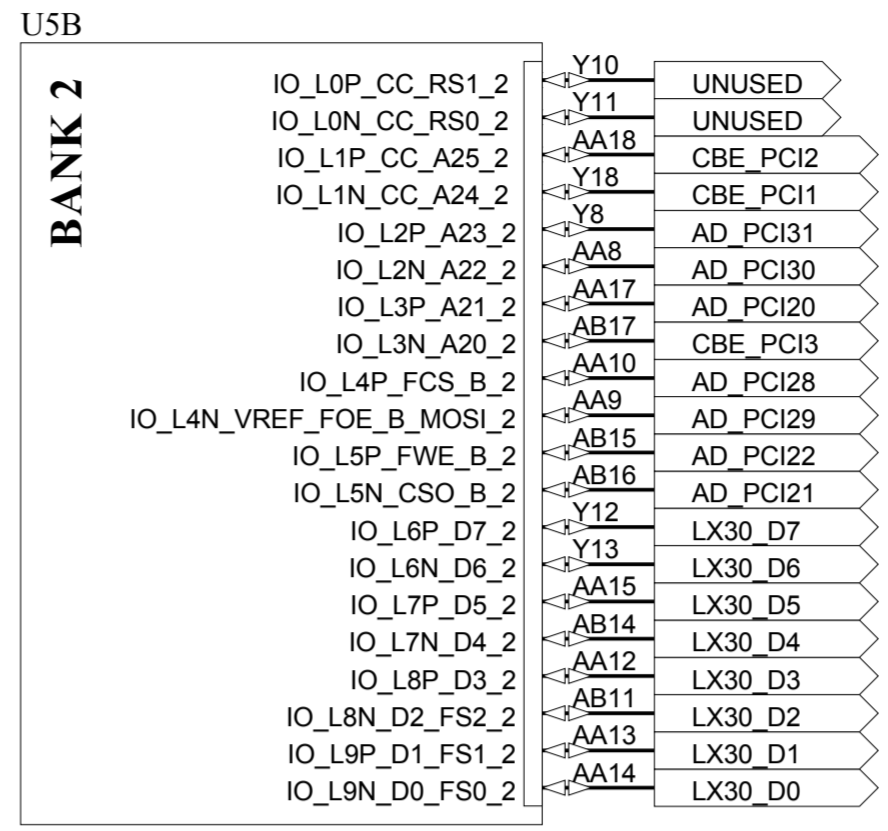 U5B
BANK 2
IO_L0P_CC_RS1_2 Y10 UNUSED
IO_L0N_CC_RS0_2 Y11 UNUSED
IO_L1P_CC_A25_2 AA18 CBE_PCI2
IO_L1N_CC_A24_2 Y18 CBE_PCI1
IO_L2P_A23_2 Y8 AD_PCI31
IO_L2N_A22_2 AA8 AD_PCI30
IO_L3P_A21_2 AA17 AD_PCI20
IO_L3N_A20_2 AB17 CBE_PCI3
IO_L4P_FCS_B_2 AA10 AD_PCI28
IO_L4N_VREF_FOE_B_MOSI_2 AA9 AD_PCI29
IO_L5P_FWE_B_2 AB15 AD_PCI22
IO_L5N_CSO_B_2 AB16 AD_PCI21
IO_L6P_D7_2 Y12 LX30_D7
IO_L6N_D6_2 Y13 LX30_D6
IO_L7P_D5_2 AA15 LX30_D5
IO_L7N_D4_2 AB14 LX30_D4
IO_L8P_D3_2 AA12 LX30_D3
IO_L8N_D2_FS2_2 AB11 LX30_D2
IO_L9P_D1_FS1_2 AA13 LX30_D1
IO_L9N_D0_FS0_2 AA14 LX30_D0